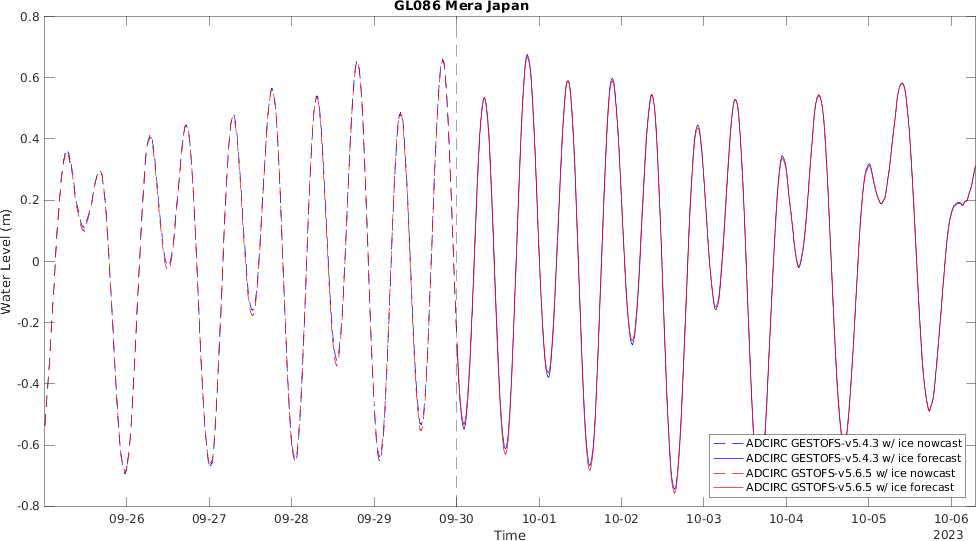 GL086 Mera Japan
0.8
0.6
0.4
0.2
0
-0.2
-0.4
-0.6
-0.8
Water Level (m)
ADCIRC GESTOFS-v5.4.3 w/ ice nowcast
ADCIRC GESTOFS-v5.4.3 w/ ice forecast
ADCIRC GSTOFS-v5.6.5 w/ ice nowcast
ADCIRC GSTOFS-v5.6.5 w/ ice forecast
09-26 09-27 09-28 09-29 09-30 10-01 10-02 10-03 10-04 10-05 10-06
Time
2023